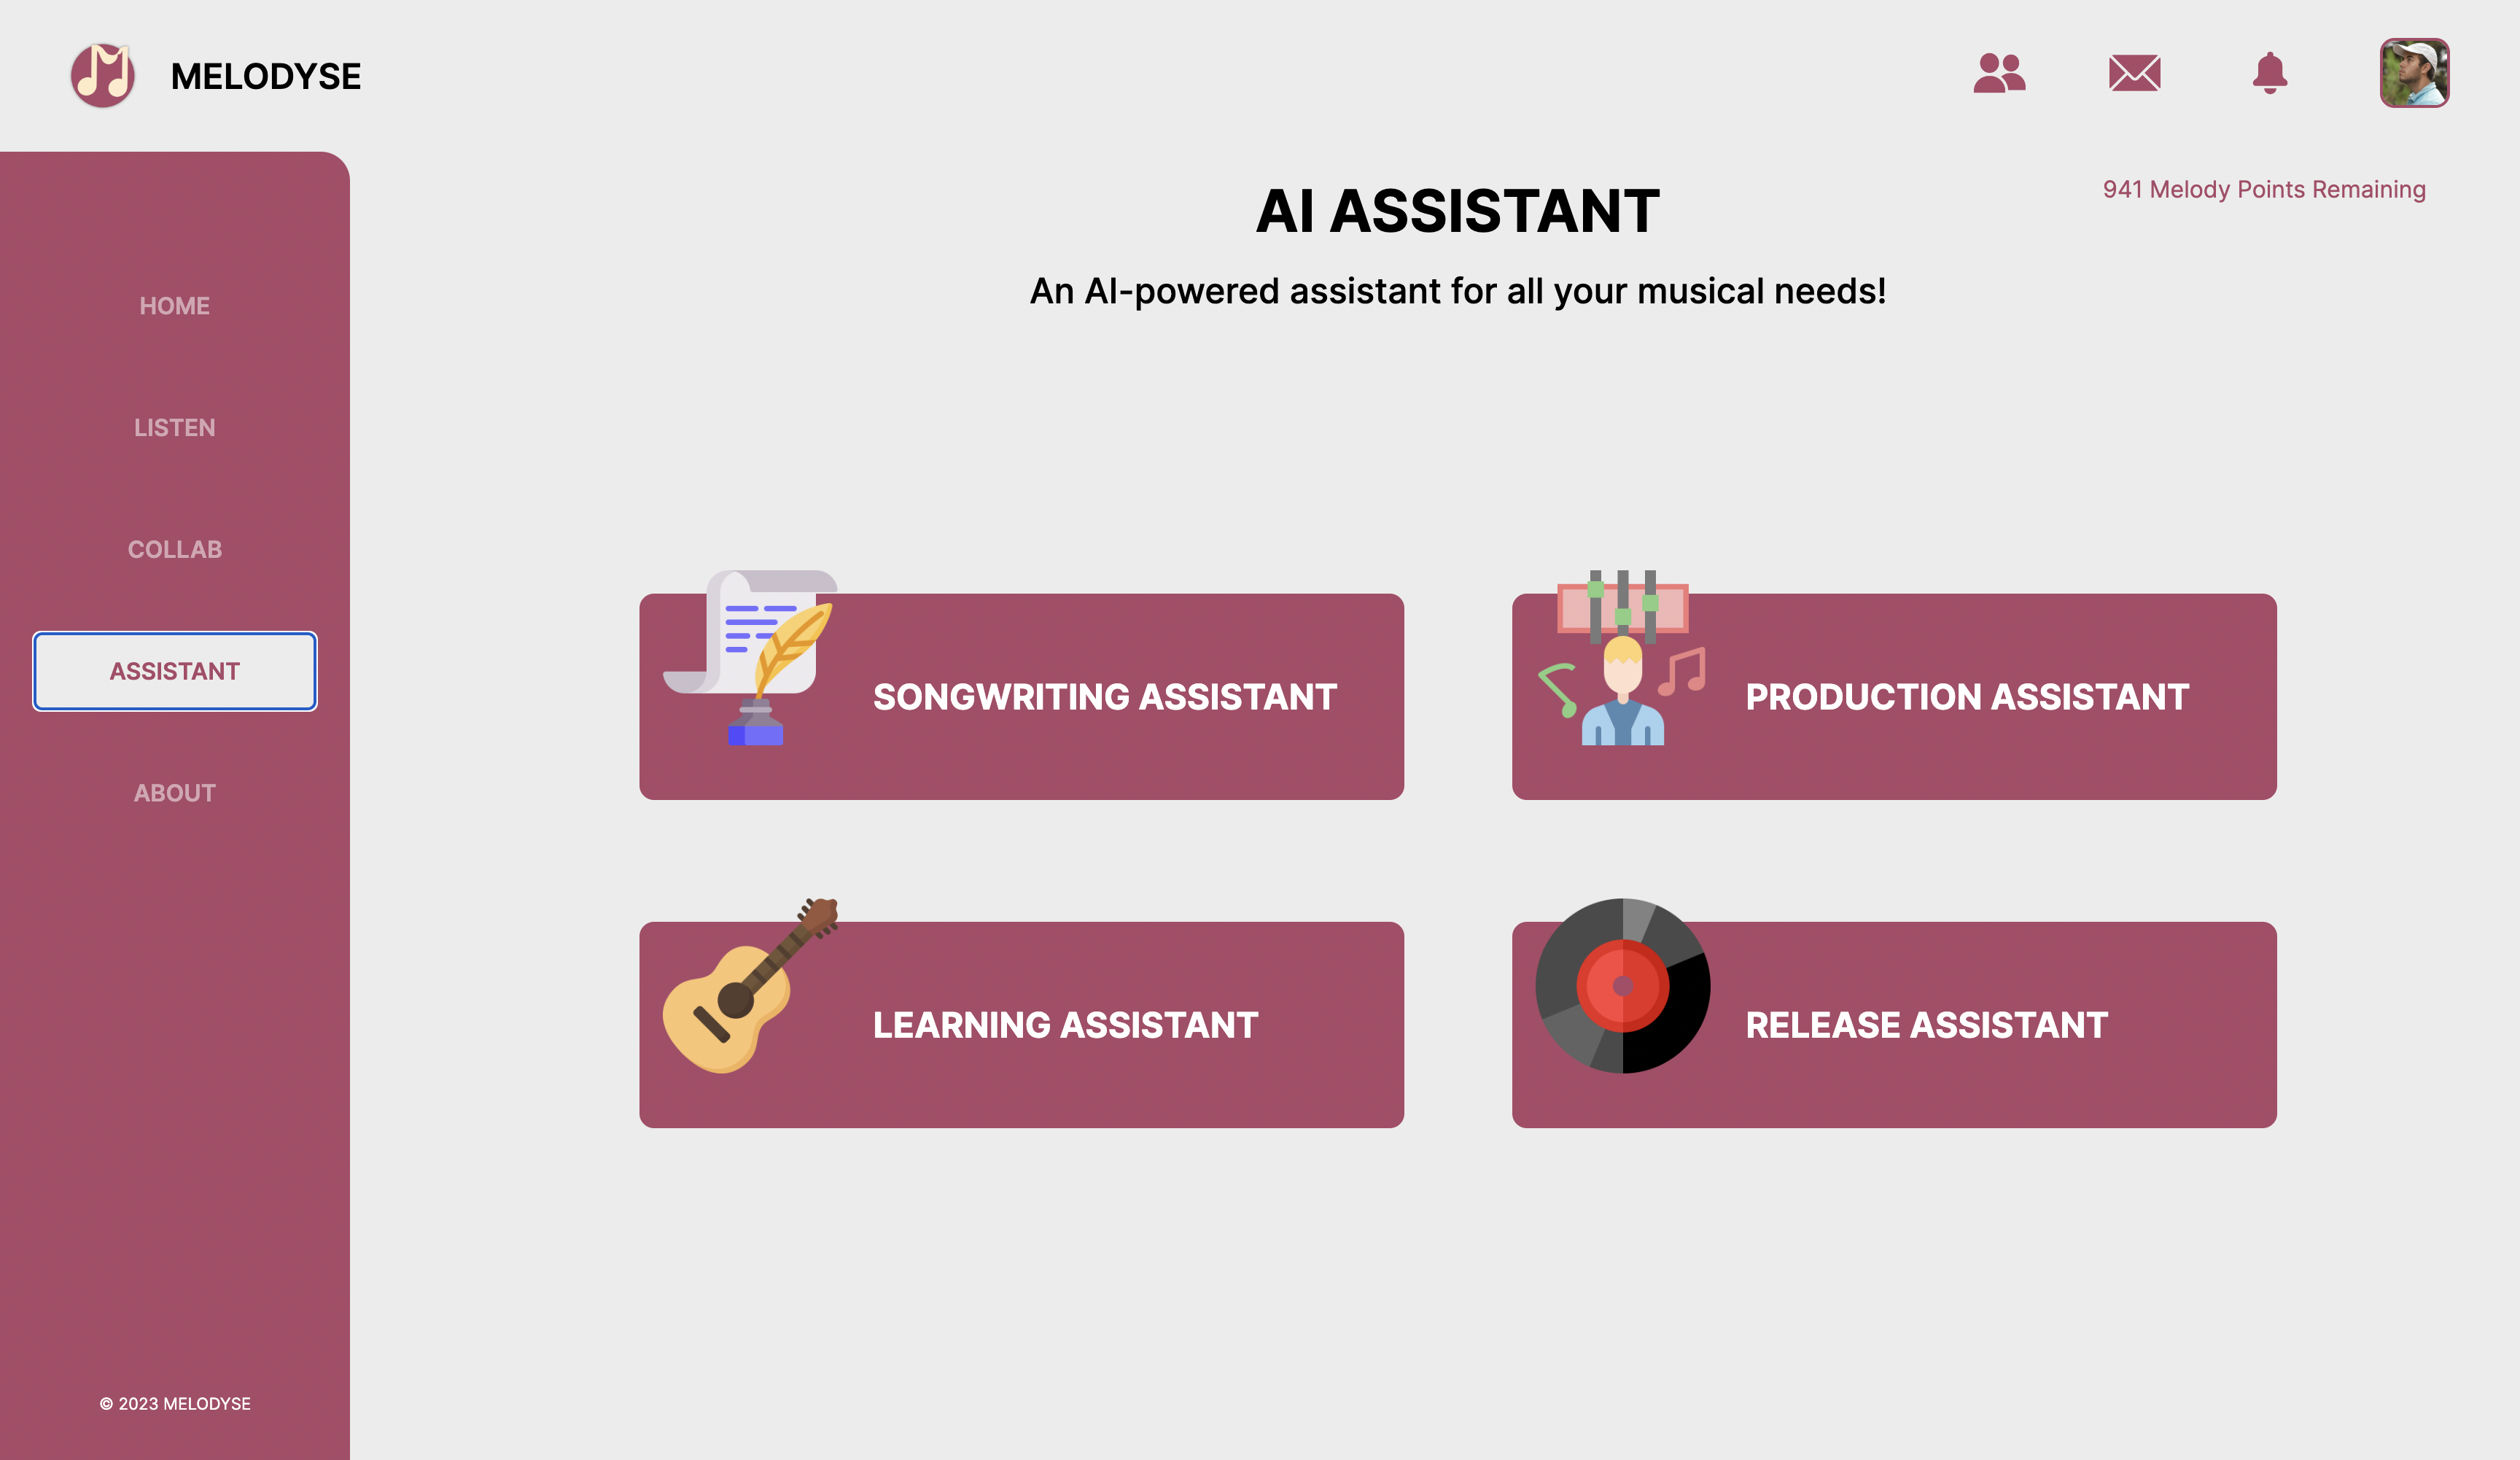 MELODYSE
941 Melody Points Remaining
AI ASSISTANT
An AI-powered assistant for all your musical needs!
HOME
LISTEN
COLLAB
ASSISTANT
ABOUT
SONGWRITING ASSISTANT
PRODUCTION ASSISTANT
LEARNING ASSISTANT
RELEASE ASSISTANT
© 2023 MELODYSE